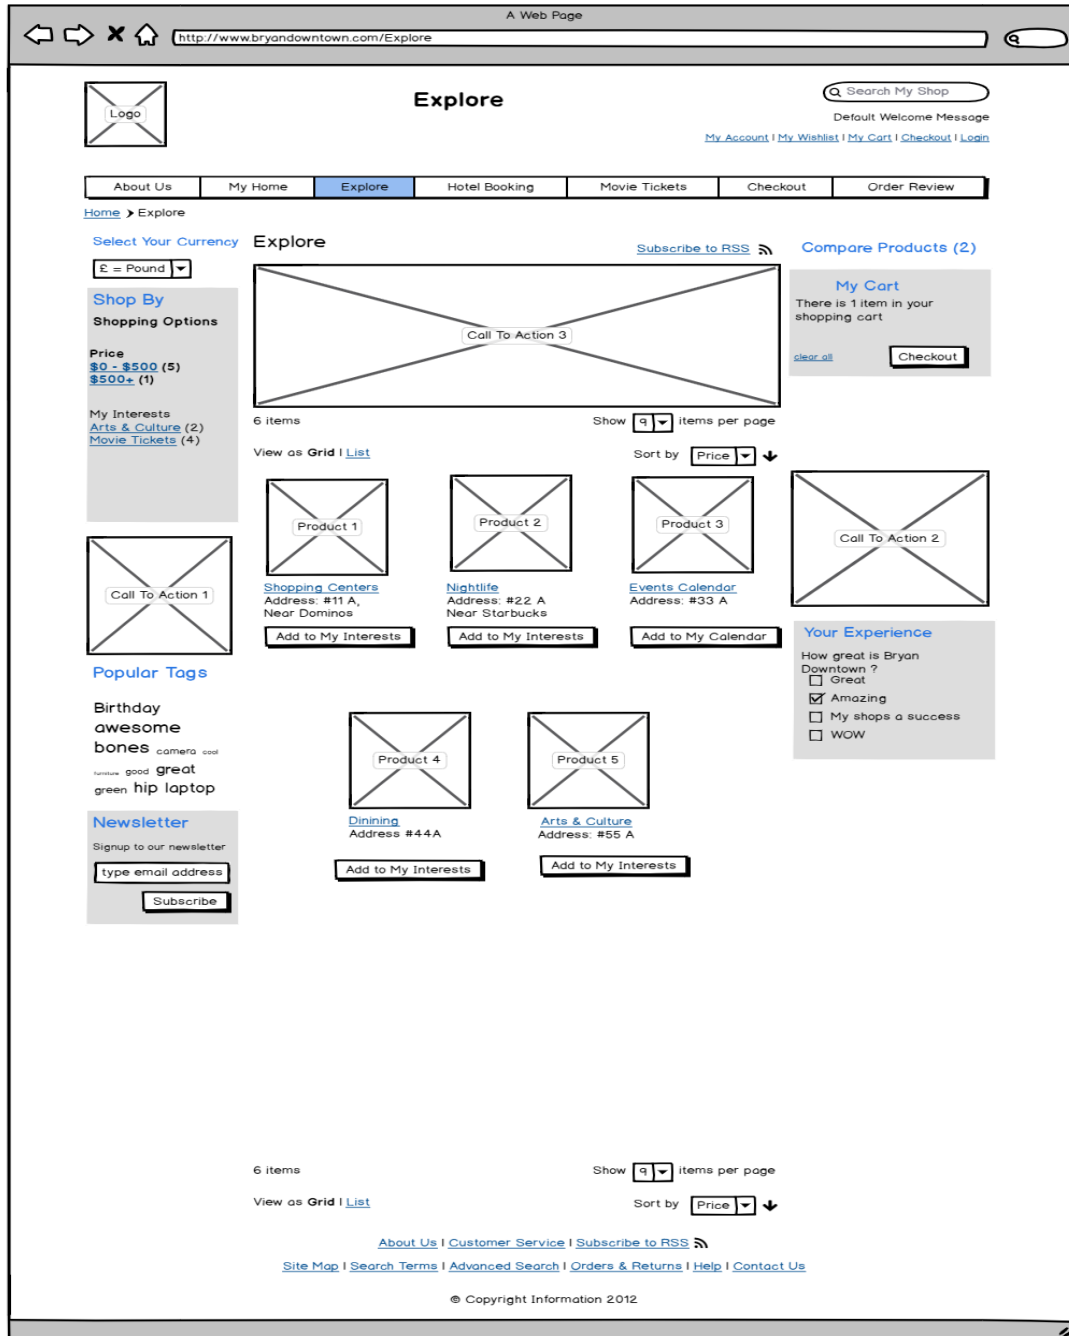 A Web Page
http://www.bryandowntown.com/Explore
Logo
Explore
Search My Shop
Default Welcome Message
My Account | My Wishlist | My Cart | Checkout | Login
About Us My Home Explore Hotel Booking Movie Tickets Checkout Order Review
Home Explore
Select Your Currency
£ = Pound
Shop By
Shopping Options
Price
$0 - $500 (5)
$500+ (1)
My Interests
Arts & Culture (2)
Movie Tickets (4)
Call To Action 1
Popular Tags
Birthday
awesome
bones camera cool
furniture good great
green hip laptop
Newsletter
Signup to our newsletter
type email address
Subscribe
Explore
Subscribe to RSS
Call To Action 3
6 items
Show 9 items per page
View as Grid | List
Sort by Price
Product 1
Shopping Centers
Address: #11 A,
Near Dominos
Add to My Interests
Product 2
Nightlife
Address: #22 A
Near Starbucks
Add to My Interests
Product 3
Events Calendar
Address: #33 A
Add to My Calendar
Product 4
Dinining
Address #44A
Add to My Interests
Product 5
Arts & Culture
Address: #55 A
Add to My Interests
Compare Products (2)
My Cart
There is 1 item in your
shopping cart
clear all
Checkout
Call To Action 2
Your Experience
How great is Bryan
Downtown ?
Great
Amazing
My shops a success
WOW
6 items
Show 9 items per page
View as Grid | List
Sort by Price
About Us | Customer Service | Subscribe to RSS
Site Map | Search Terms | Advanced Search | Orders & Returns | Help | Contact Us
© Copyright Information 2012